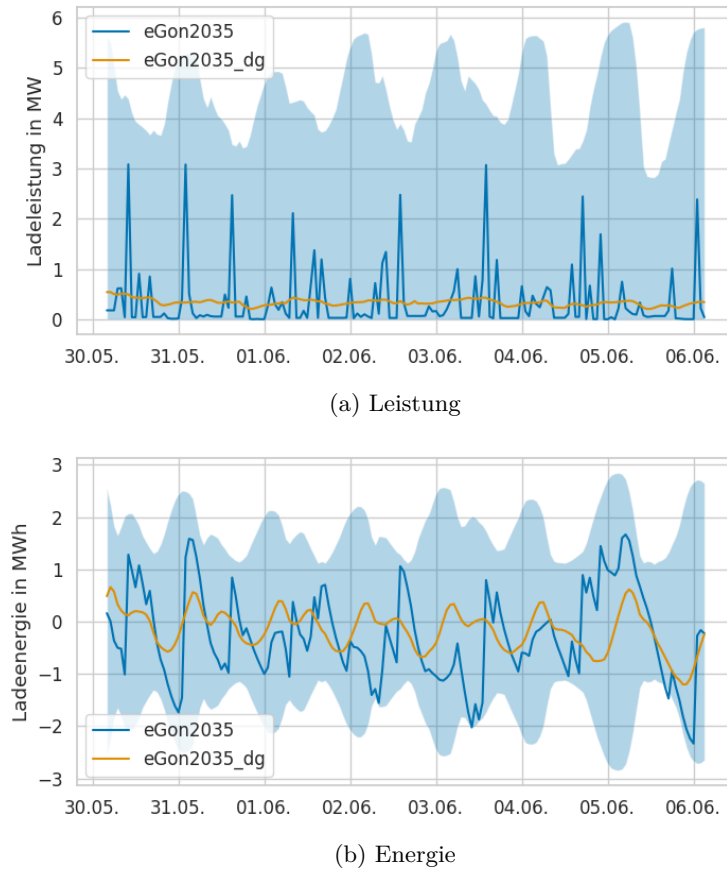 6
5
4
3
2
1
0
Ladeleistung in MW
eGon2035
eGon2035_dg
30.05. 31.05. 01.06. 02.06. 03.06. 04.06. 05.06. 06.06.
(a) Leistung
3
2
1
0
−1
−2
−3
Ladeenergie in MWh
eGon2035
eGon2035_dg
30.05. 31.05. 01.06. 02.06. 03.06. 04.06. 05.06. 06.06.
(b) Energie